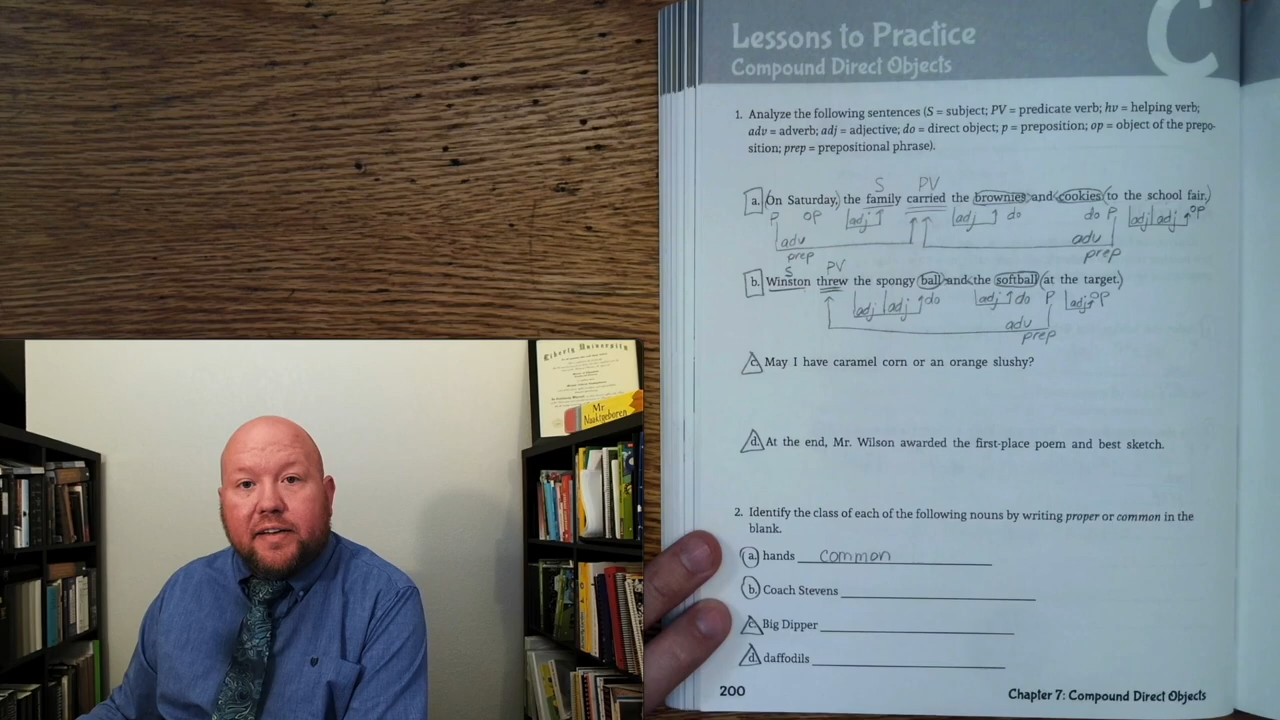 Lessons to Practice
Compound Direct Objects
C
1. Analyze the following sentences (S = subject; PV = predicate verb; hv = helping verb;
adv = adverb; adj = adjective; do = direct object; p = preposition; op = object of the prepo-
sition; prep = prepositional phrase).
S PV
a. (On Saturday,) the family carried the brownies and cookies (to the school fair.)
p op adj adj do do p adj adj op
adv adv
prep prep
S PV
b. Winston threw the spongy ball and the softball (at the target.)
adj adj do adj do p adj op
adv
prep
c. May I have caramel corn or an orange slushy?
d. At the end, Mr. Wilson awarded the first-place poem and best sketch.
2. Identify the class of each of the following nouns by writing proper or common in the
blank.
a. hands common
b. Coach Stevens
c. Big Dipper
d. daffodils
200
Chapter 7: Compound Direct Objects
Liberty University
Mr.
Naaktgeboren